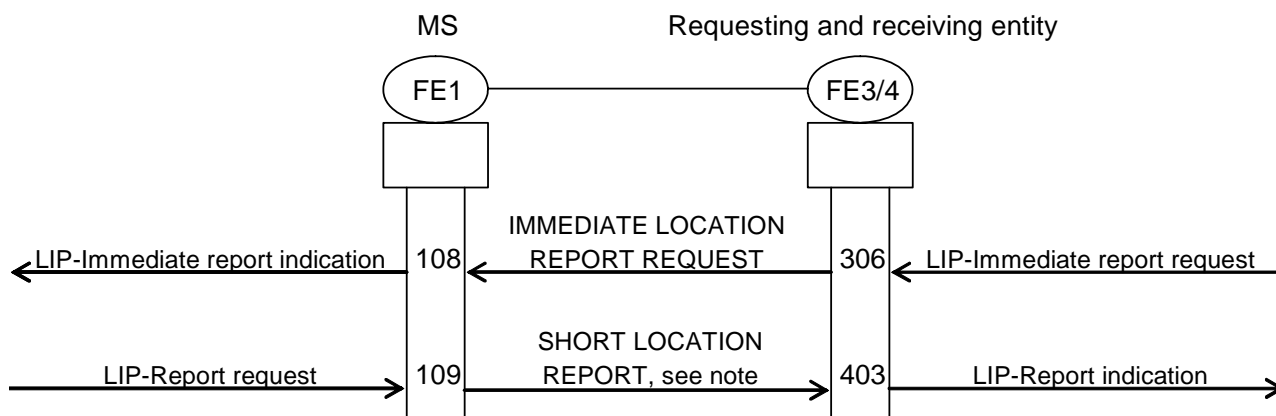 MS
Requesting and receiving entity
FE1
FE3/4
IMMEDIATE LOCATION
LIP-Immediate report indication
108
REPORT REQUEST
306
LIP-Immediate report request
SHORT LOCATION
LIP-Report request
109
REPORT, see note
403
LIP-Report indication